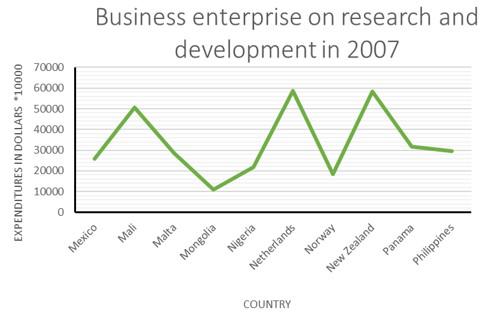 Business enterprise on research and
development in 2007
EXPENDITURES IN DOLLARS *10000
70000
60000
50000
40000
30000
20000
10000
0
Mexico
Mali
Malta
Mongolia
Nigeria
Netherlands
Norway
New Zealand
Panama
Philippines
COUNTRY